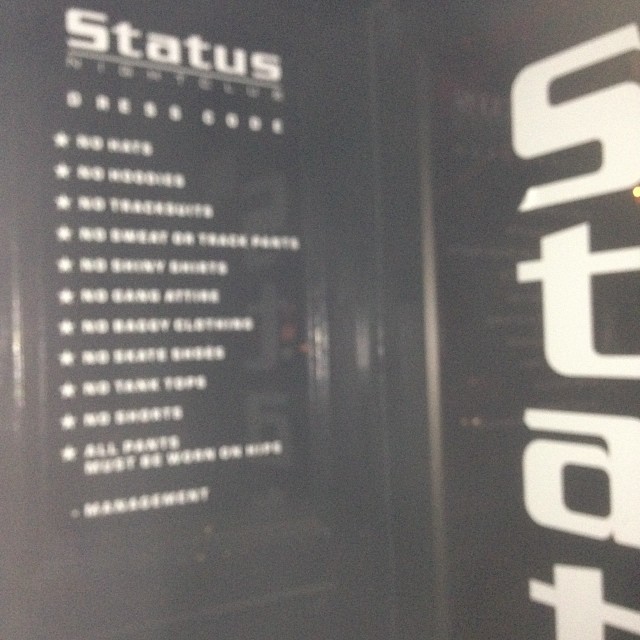 Status
NIGHTCLUB
DRESS CODE
★ NO HATS
★ NO HOODIES
★ NO TRACKSUITS
★ NO SWEAT OR TRACK PANTS
★ NO SHINY SHIRTS
★ NO GANG ATTIRE
★ NO BAGGY CLOTHING
★ NO SKATE SHOES
★ NO TANK TOPS
★ NO SHORTS
★ ALL PANTS
MUST BE WORN ON HIPS
- MANAGEMENT
Stat